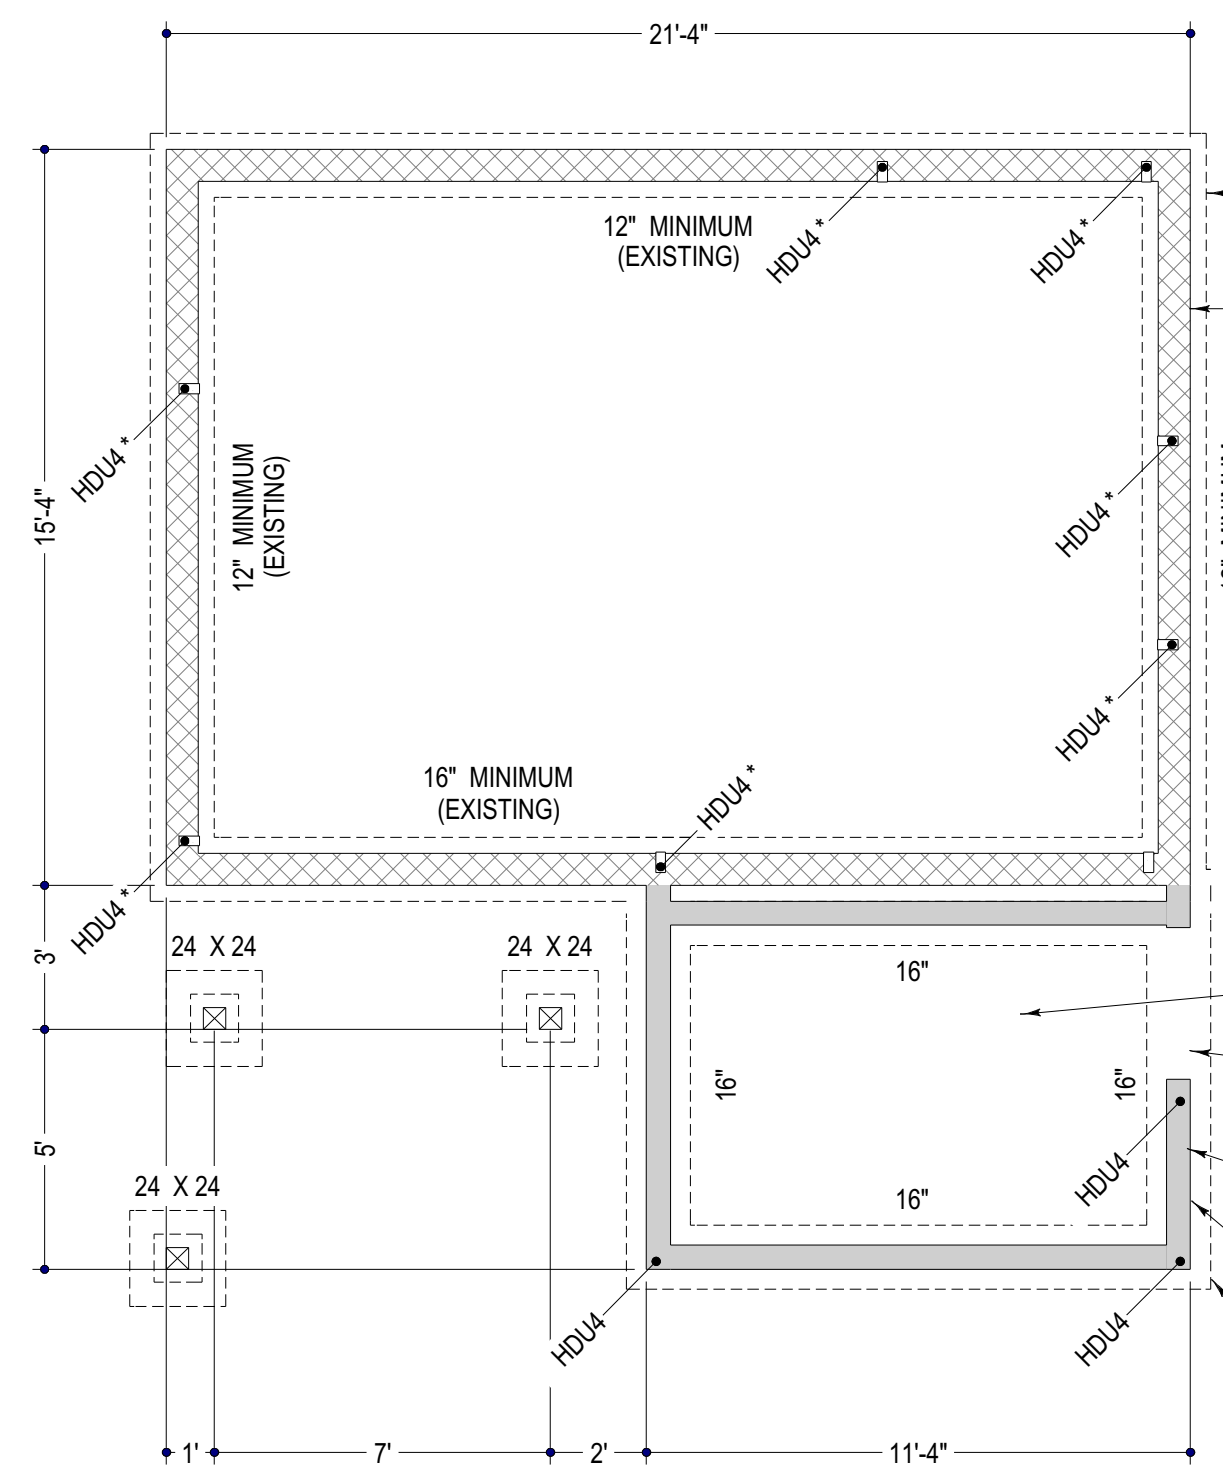 21'-4"
12" MINIMUM
(EXISTING)
HDU4 *
HDU4 *
HDU4 *
12" MINIMUM
(EXISTING)
15'-4"
HDU4 *
HDU4 *
16" MINIMUM
(EXISTING)
HDU4 *
HDU4 *
24 X 24
24 X 24
3'
16"
16"
16"
5'
24 X 24
16"
HDU4
HDU4
HDU4
1'
7'
2'
11'-4"